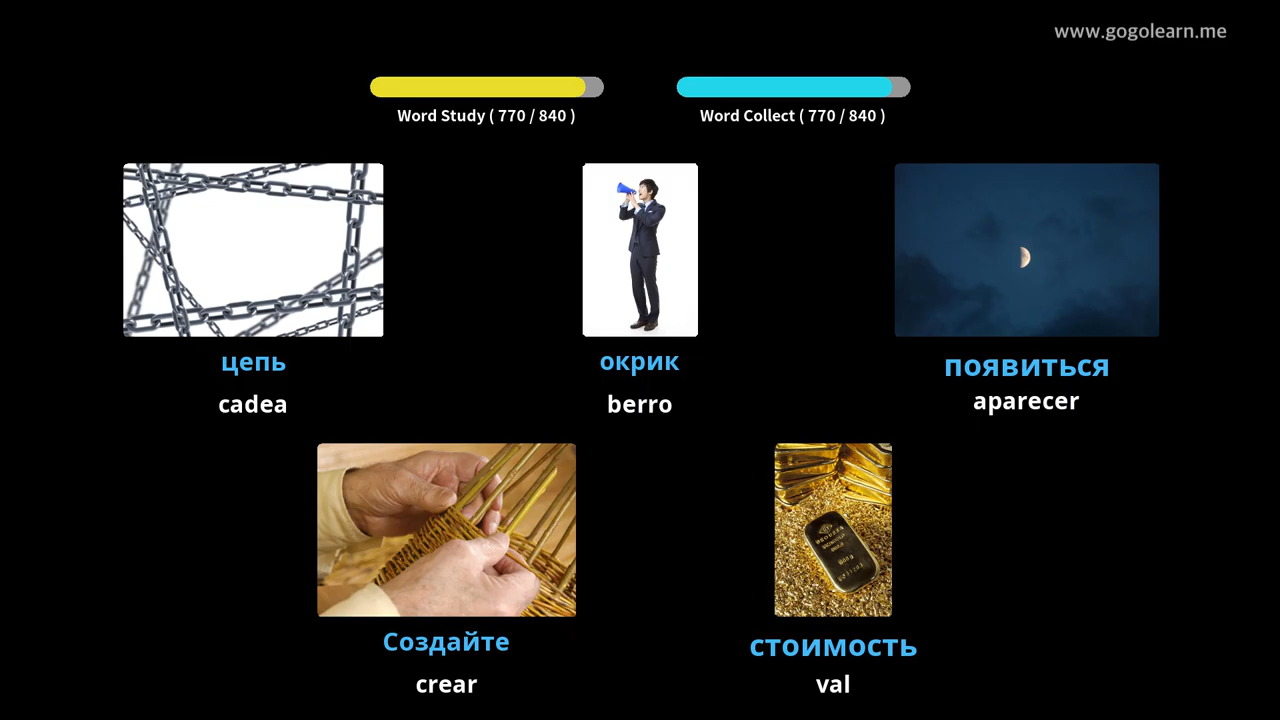 www.gogolearn.me
Word Study ( 770 / 840 )
Word Collect ( 770 / 840 )
цепь
cadea
окрик
berro
появиться
aparecer
Создайте
crear
стоимость
val